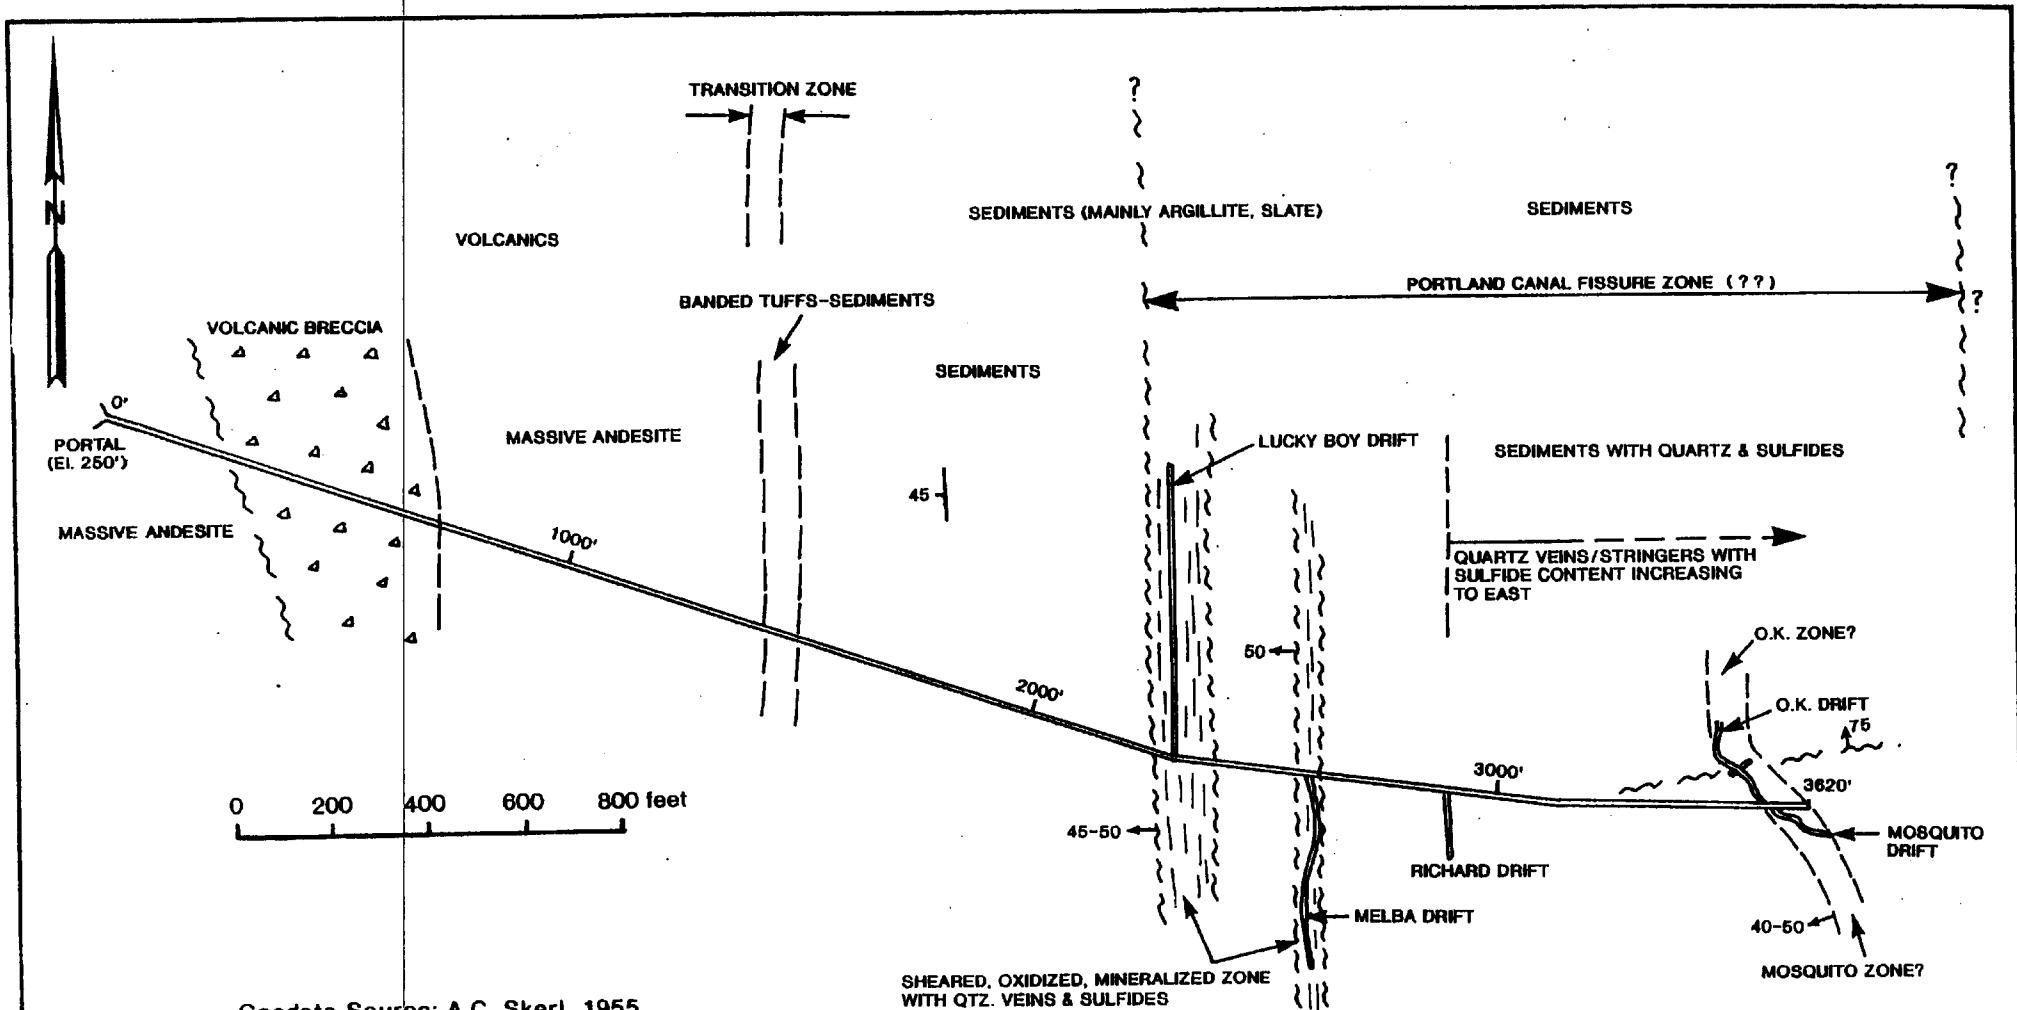 TRANSITION ZONE
?
?
N
SEDIMENTS (MAINLY ARGILLITE, SLATE)
SEDIMENTS
VOLCANICS
PORTLAND CANAL FISSURE ZONE (??)
?
BANDED TUFFS-SEDIMENTS
VOLCANIC BRECCIA
SEDIMENTS
0'
PORTAL
(El. 250')
MASSIVE ANDESITE
LUCKY BOY DRIFT
SEDIMENTS WITH QUARTZ & SULFIDES
45
MASSIVE ANDESITE
1000'
QUARTZ VEINS/STRINGERS WITH
SULFIDE CONTENT INCREASING
TO EAST
O.K. ZONE?
50
2000'
O.K. DRIFT
75
3000'
3620'
0 200 400 600 800 feet
45-50
MOSQUITO
DRIFT
RICHARD DRIFT
MELBA DRIFT
40-50
MOSQUITO ZONE?
SHEARED, OXIDIZED, MINERALIZED ZONE
WITH QTZ. VEINS & SULFIDES
Geodata Source: A.C. Skerl, 1955